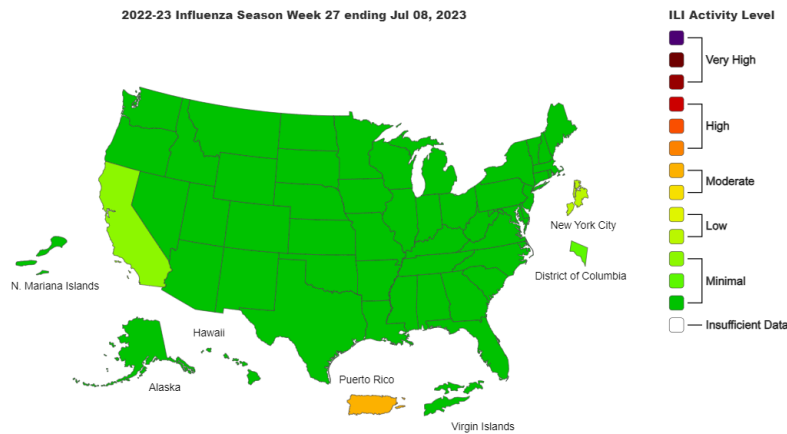 2022-23 Influenza Season Week 27 ending Jul 08, 2023
ILI Activity Level
Very High
High
Moderate
Low
Minimal
Insufficient Data
New York City
District of Columbia
N. Mariana Islands
Hawaii
Alaska
Puerto Rico
Virgin Islands